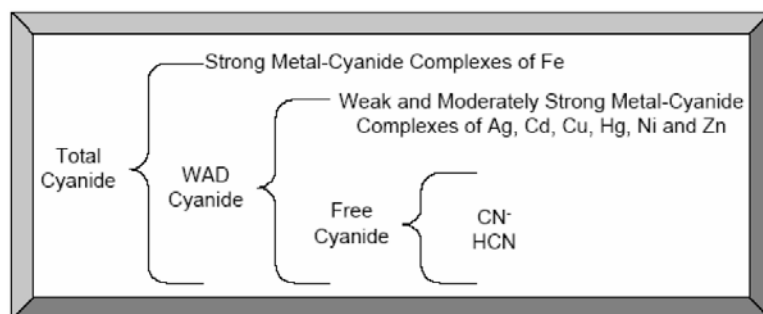 Strong Metal-Cyanide Complexes of Fe
Weak and Moderately Strong Metal-Cyanide
Complexes of Ag, Cd, Cu, Hg, Ni and Zn
Total
Cyanide
WAD
Cyanide
Free
Cyanide
CN-
HCN